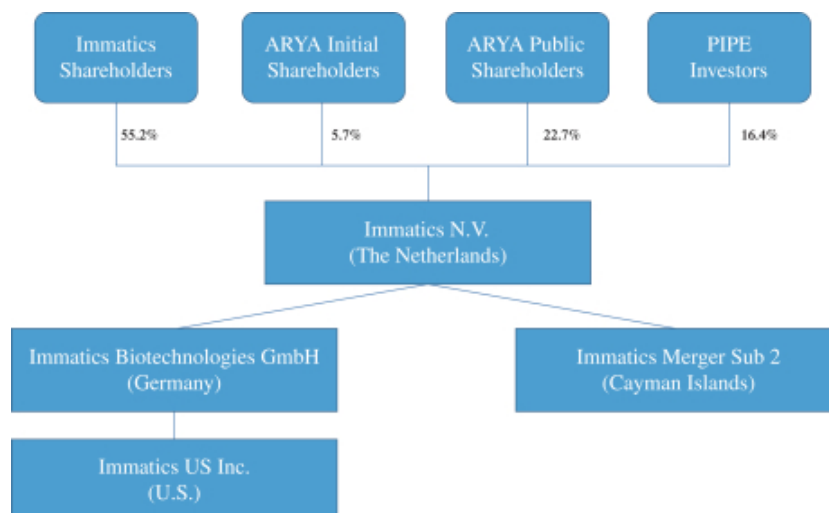 Immatics
Shareholders
ARYA Initial
Shareholders
ARYA Public
Shareholders
PIPE
Investors
55.2%
5.7%
22.7%
16.4%
Immatics N.V.
(The Netherlands)
Immatics Biotechnologies GmbH
(Germany)
Immatics Merger Sub 2
(Cayman Islands)
Immatics US Inc.
(U.S.)